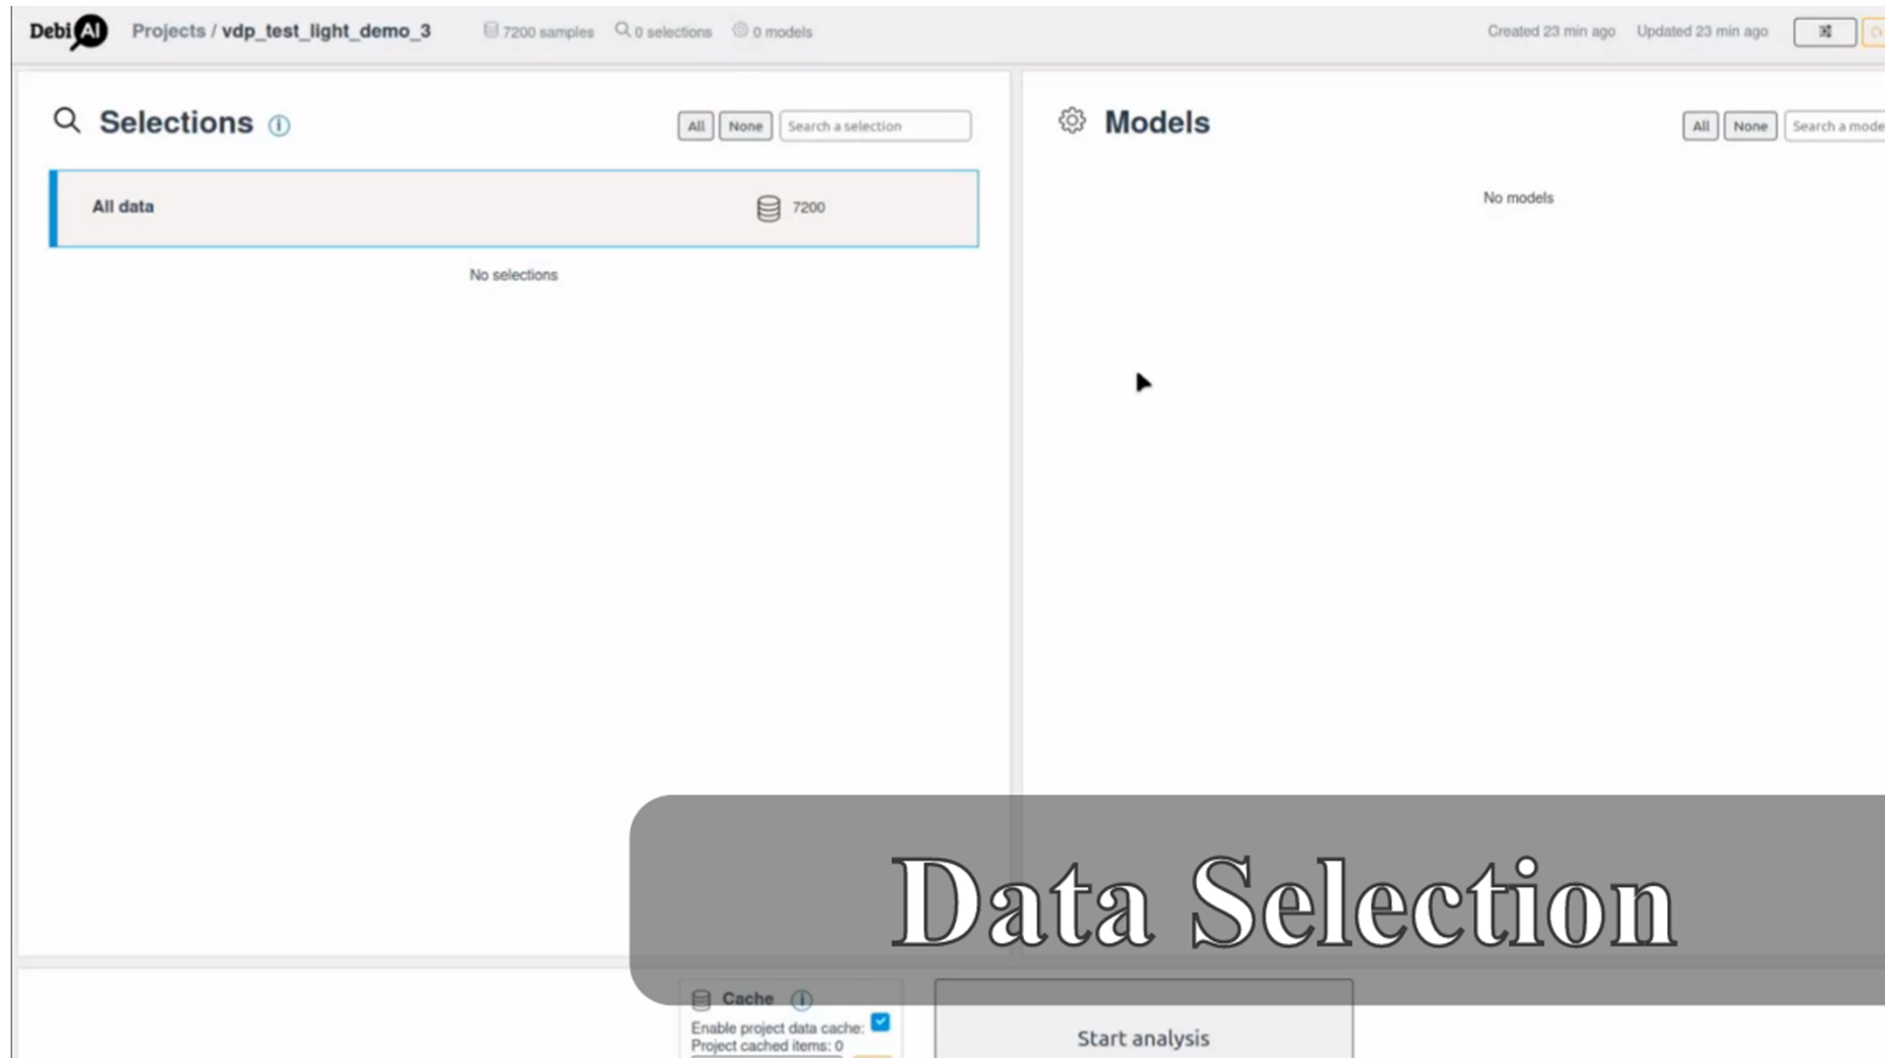 DebiAI Projects / vdp_test_light_demo_3 7200 samples 0 selections 0 models Created 23 min ago Updated 23 min ago
Selections i All None Search a selection
All data 7200
No selections
Models All None Search a mode
No models
Data Selection
Cache i
Enable project data cache:
Project cached items: 0
Start analysis